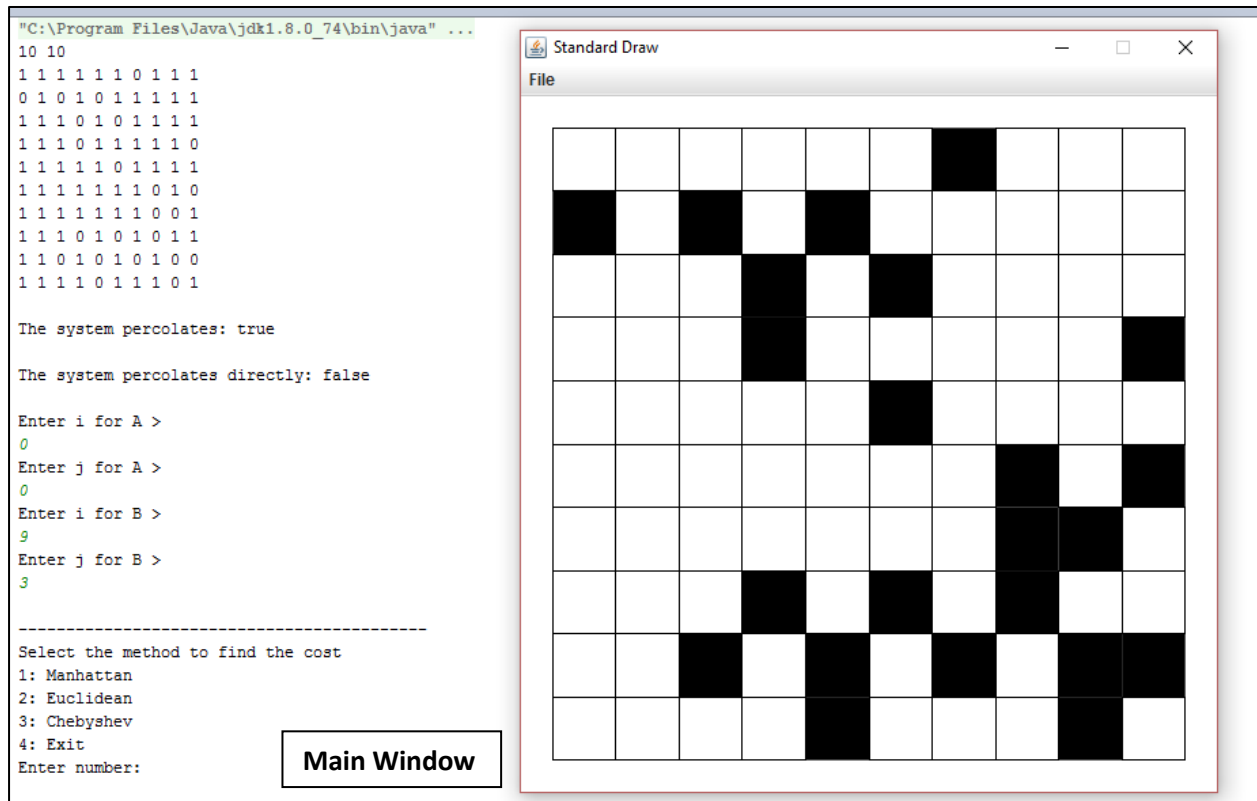 "C:\Program Files\Java\jdk1.8.0_74\bin\java" ...
10 10
1 1 1 1 1 1 0 1 1 1
0 1 0 1 0 1 1 1 1 1
1 1 1 0 1 0 1 1 1 1
1 1 1 0 1 1 1 1 1 0
1 1 1 1 1 0 1 1 1 1
1 1 1 1 1 1 1 0 1 0
1 1 1 1 1 1 1 0 0 1
1 1 1 0 1 0 1 0 1 1
1 1 0 1 0 1 0 1 0 0
1 1 1 1 0 1 1 1 0 1
The system percolates: true
The system percolates directly: false
Enter i for A >
0
Enter j for A >
0
Enter i for B >
9
Enter j for B >
3
-------------------------------------------
Select the method to find the cost
1: Manhattan
2: Euclidean
3: Chebyshev
4: Exit
Enter number:
Main Window
Standard Draw
File